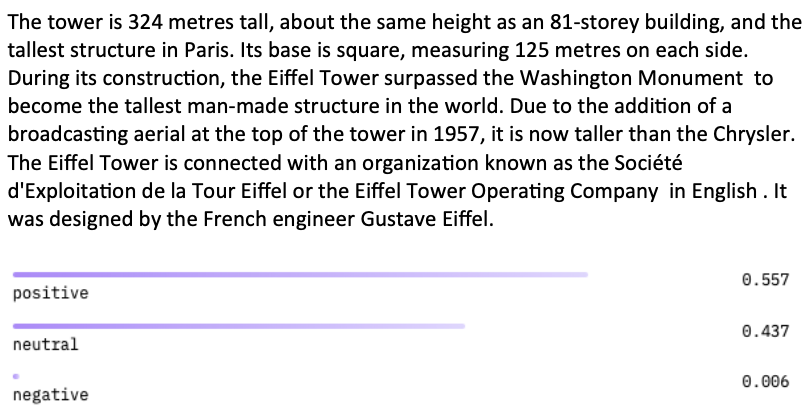 The tower is 324 metres tall, about the same height as an 81-storey building, and the
tallest structure in Paris. Its base is square, measuring 125 metres on each side.
During its construction, the Eiffel Tower surpassed the Washington Monument  to
become the tallest man-made structure in the world. Due to the addition of a
broadcasting aerial at the top of the tower in 1957, it is now taller than the Chrysler.
The Eiffel Tower is connected with an organization known as the Société
d'Exploitation de la Tour Eiffel or the Eiffel Tower Operating Company  in English . It
was designed by the French engineer Gustave Eiffel.
positive 0.557
neutral 0.437
negative 0.006